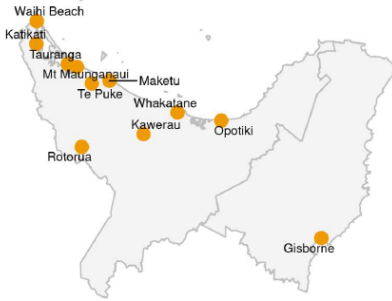 Waihi Beach
Katikati
Tauranga
Mt Maunganaui
Maketu
Te Puke
Whakatane
Kawerau
Opotiki
Rotorua
Gisborne